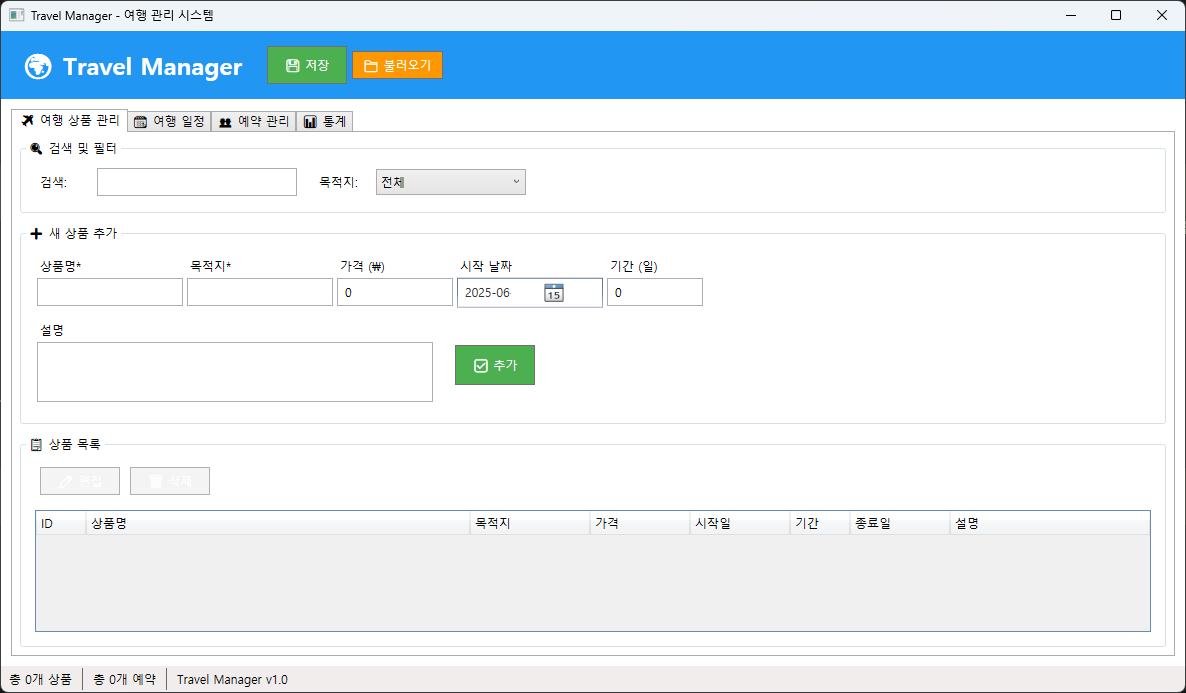 Travel Manager - 여행 관리 시스템
Travel Manager 저장 불러오기
여행 상품 관리 여행 일정 예약 관리 통계
검색 및 필터
검색: 목적지: 전체
새 상품 추가
상품명* 목적지* 가격 (₩) 시작 날짜 기간 (일)
0 2025-06 15 0
설명
추가
상품 목록
편집 삭제
ID 상품명 목적지 가격 시작일 기간 종료일 설명
총 0개 상품 총 0개 예약 Travel Manager v1.0